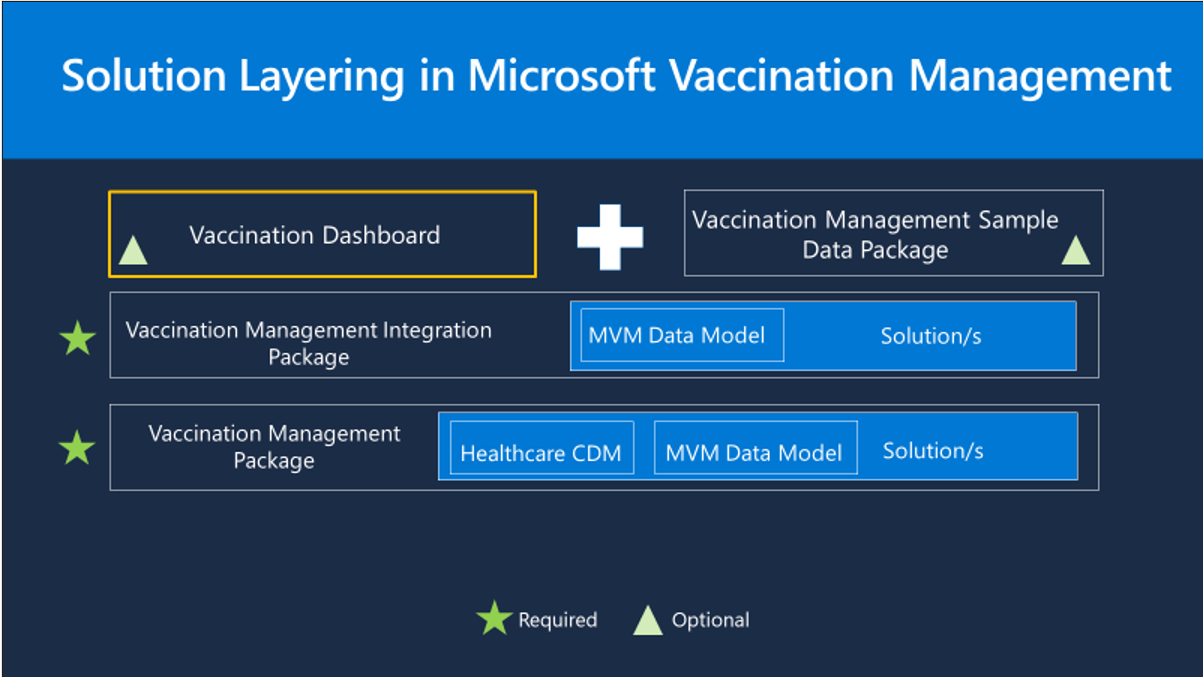 Solution Layering in Microsoft Vaccination Management
Vaccination Dashboard
Vaccination Management Sample
Data Package
Vaccination Management Integration
Package
MVM Data Model
Solution/s
Vaccination Management
Package
Healthcare CDM
MVM Data Model
Solution/s
Required
Optional